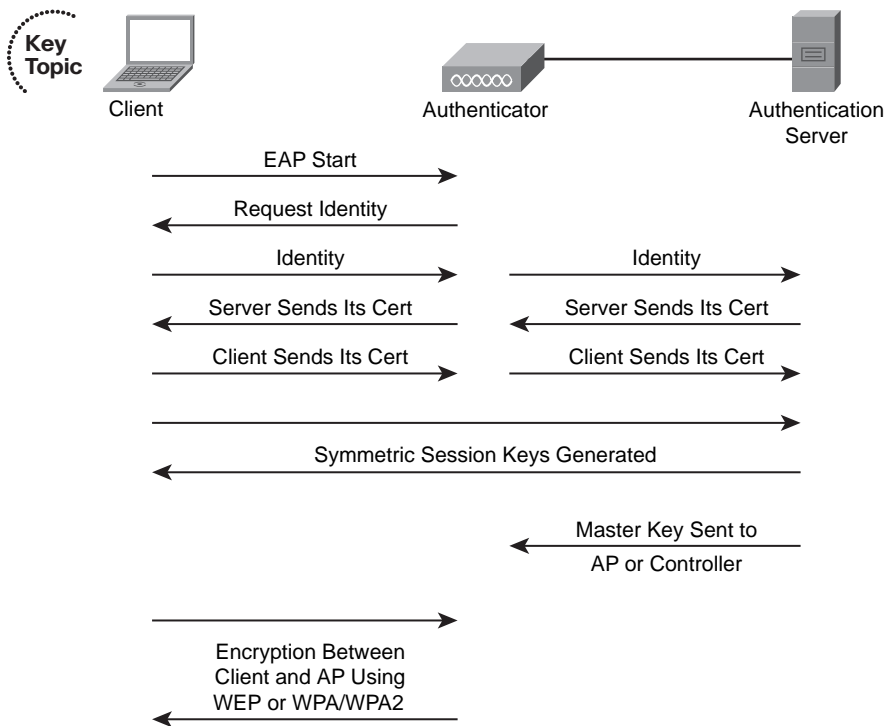 Key
Topic
Client
Authenticator
Authentication
Server
EAP Start
Request Identity
Identity
Identity
Server Sends Its Cert
Server Sends Its Cert
Client Sends Its Cert
Client Sends Its Cert
Symmetric Session Keys Generated
Master Key Sent to
AP or Controller
Encryption Between
Client and AP Using
WEP or WPA/WPA2